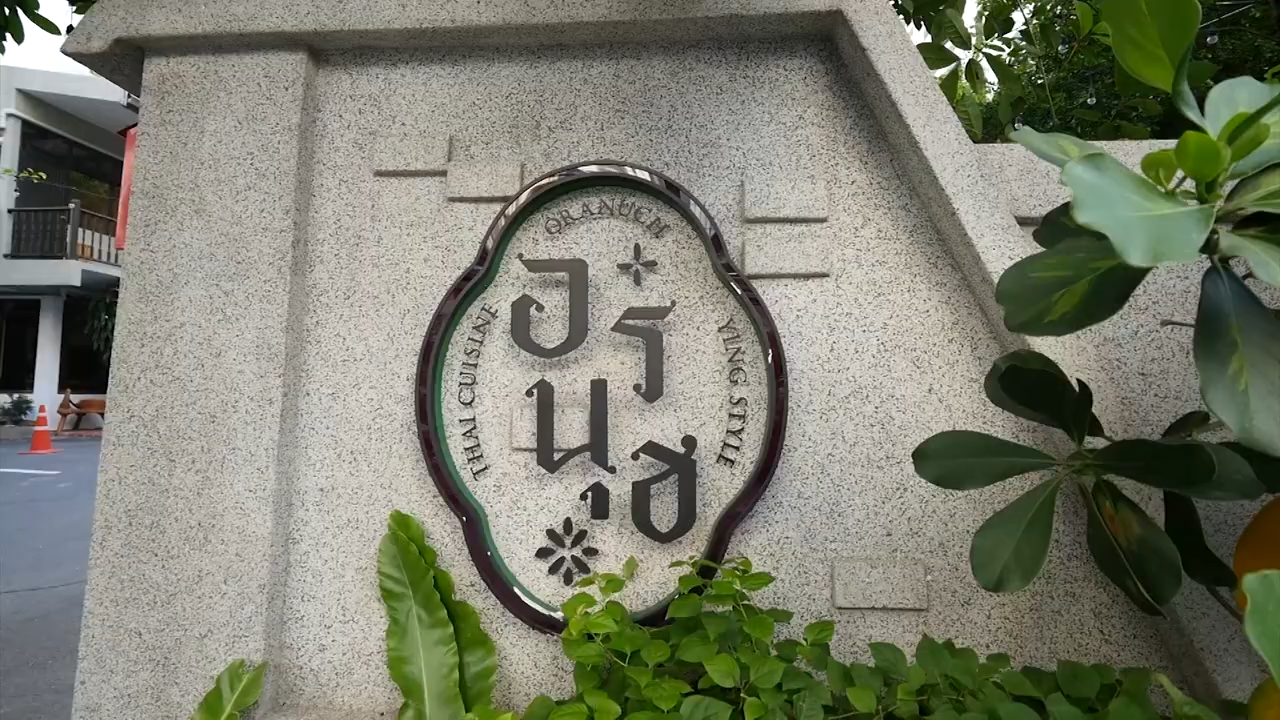 ORANUCH
อร
นุช
THAI CUISINE
YING STYLE